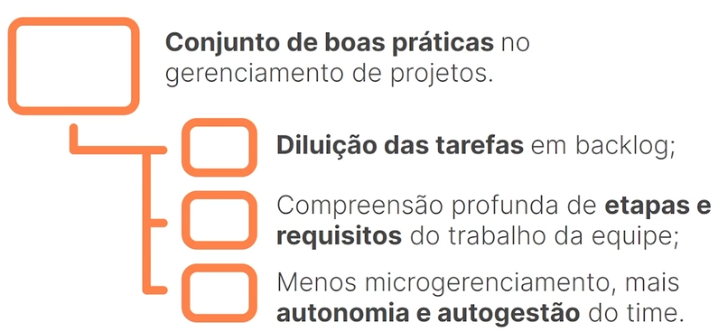 Conjunto de boas práticas no
gerenciamento de projetos.
Diluição das tarefas em backlog;
Compreensão profunda de etapas e
requisitos do trabalho da equipe;
Menos microgerenciamento, mais
autonomia e autogestão do time.